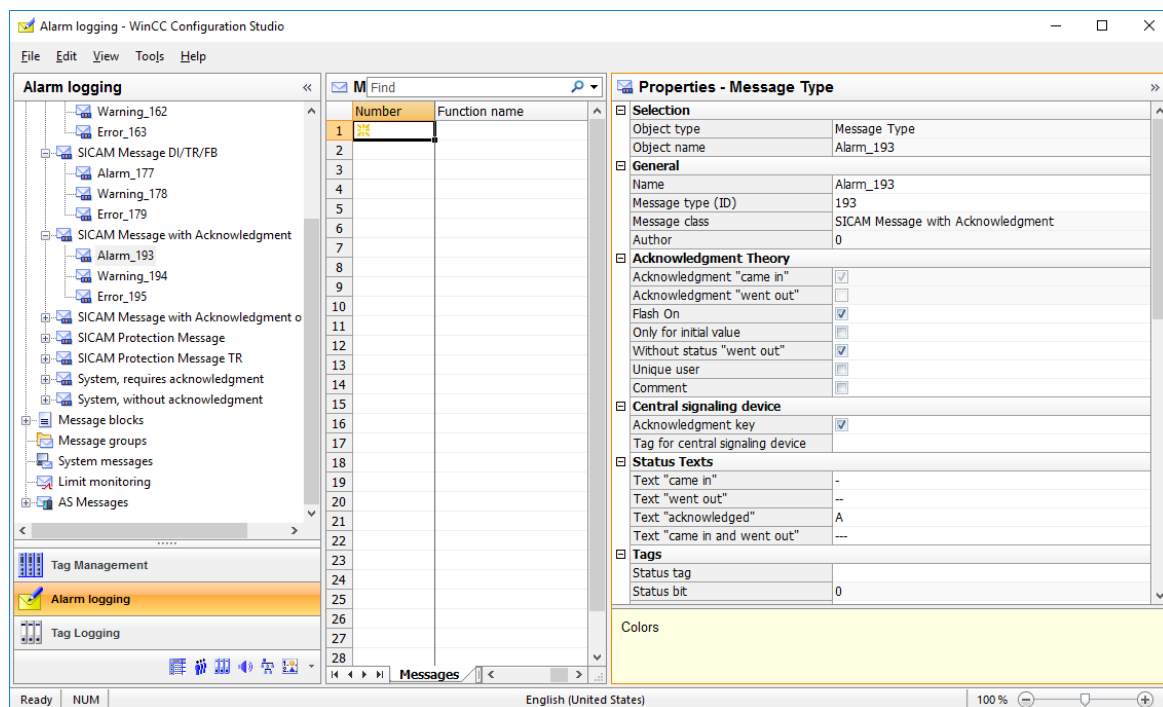 Alarm logging - WinCC Configuration Studio
File Edit View Tools Help
Alarm logging «
Warning_162
Error_163
SICAM Message DI/TR/FB
Alarm_177
Warning_178
Error_179
SICAM Message with Acknowledgment
Alarm_193
Warning_194
Error_195
SICAM Message with Acknowledgment o
SICAM Protection Message
SICAM Protection Message TR
System, requires acknowledgment
System, without acknowledgment
Message blocks
Message groups
System messages
Limit monitoring
AS Messages
Tag Management
Alarm logging
Tag Logging
M Find
Number Function name
1
2
3
4
5
6
7
8
9
10
11
12
13
14
15
16
17
18
19
20
21
22
23
24
25
26
27
28
Messages
Properties - Message Type »
Selection
Object type Message Type
Object name Alarm_193
General
Name Alarm_193
Message type (ID) 193
Message class SICAM Message with Acknowledgment
Author 0
Acknowledgment Theory
Acknowledgment "came in"
Acknowledgment "went out"
Flash On
Only for initial value
Without status "went out"
Unique user
Comment
Central signaling device
Acknowledgment key
Tag for central signaling device
Status Texts
Text "came in" -
Text "went out" --
Text "acknowledged" A
Text "came in and went out" ---
Tags
Status tag
Status bit 0
Colors
Ready NUM English (United States) 100 %